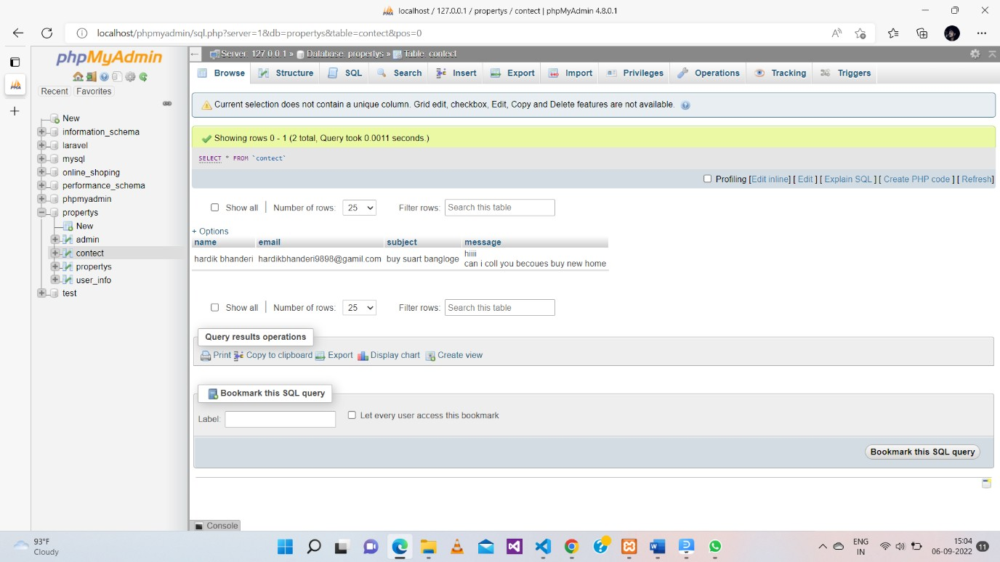 localhost / 127.0.0.1 / propertys / contect | phpMyAdmin 4.8.0.1
localhost/phpmyadmin/sql.php?server=1&db=propertys&table=contect&pos=0
phpMyAdmin
Recent Favorites
New
information_schema
laravel
mysql
online_shoping
performance_schema
phpmyadmin
propertys
New
admin
contect
propertys
user_info
test
Server: 127.0.0.1 » Database: propertys » Table: contect
Browse Structure SQL Search Insert Export Import Privileges Operations Tracking Triggers
Current selection does not contain a unique column. Grid edit, checkbox, Edit, Copy and Delete features are not available.
Showing rows 0 - 1 (2 total, Query took 0.0011 seconds.)
SELECT * FROM `contect`
Profiling [Edit inline] [ Edit ] [ Explain SQL ] [ Create PHP code ] [ Refresh]
Show all | Number of rows: 25 Filter rows: Search this table
+ Options
name email subject message
hardik bhanderi hardikbhanderi9898@gamil.com buy suart bangloge hiiii
can i coll you becoues buy new home
Show all | Number of rows: 25 Filter rows: Search this table
Query results operations
Print Copy to clipboard Export Display chart Create view
Bookmark this SQL query
Label: Let every user access this bookmark
Bookmark this SQL query
Console
93°F
Cloudy
ENG
IN
15:04
06-09-2022
11